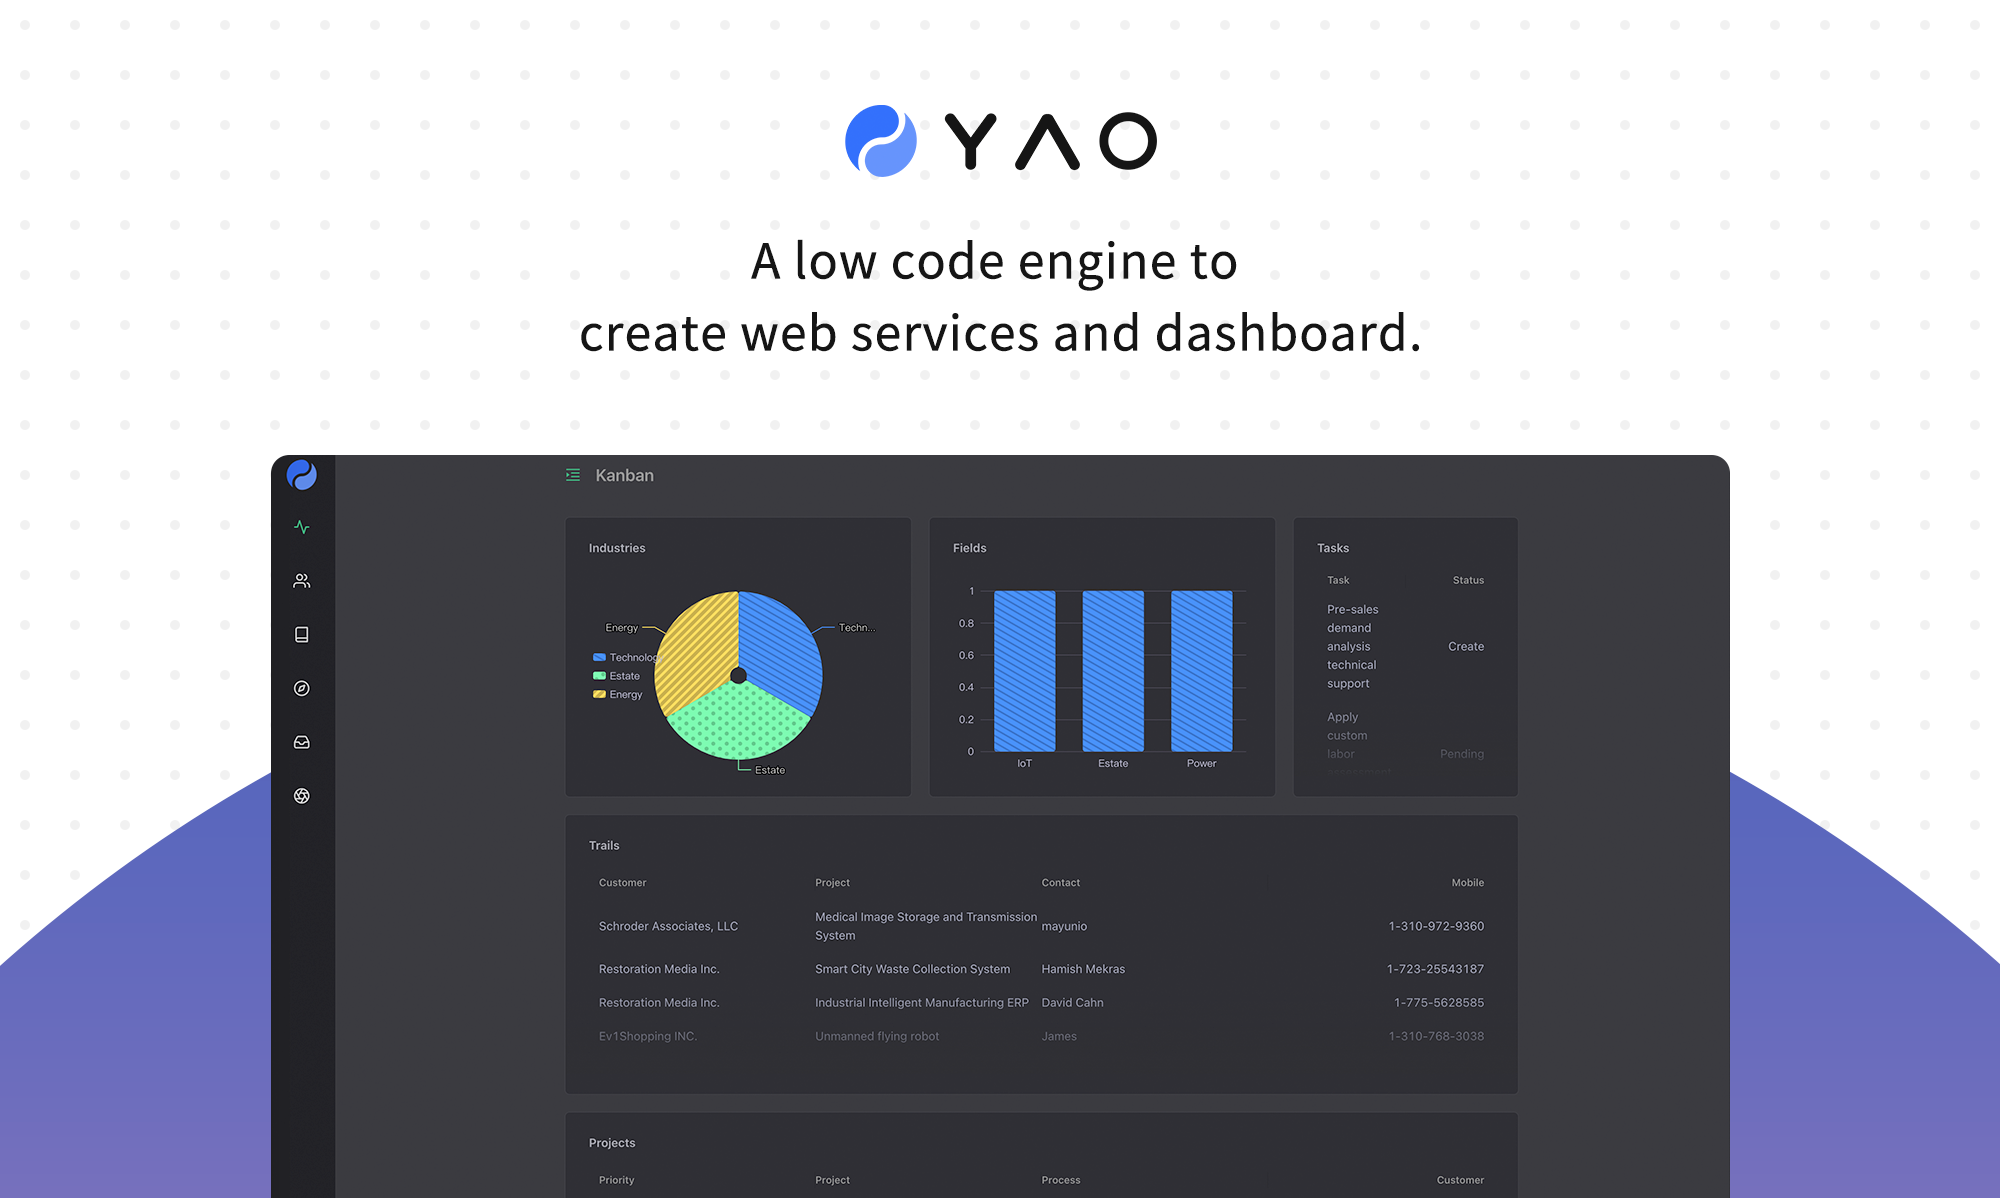 YAO
A low code engine to
create web services and dashboard.
Kanban
Industries
Energy
Techn...
Technology
Estate
Energy
Estate
Fields
1
0.8
0.6
0.4
0.2
0
IoT Estate Power
Tasks
Task Status
Pre-sales
demand
analysis
technical
support
Create
Apply
custom
labor
Pending
Trails
Customer Project Contact Mobile
Schroder Associates, LLC
Medical Image Storage and Transmission
System
mayunio
1-310-972-9360
Restoration Media Inc. Smart City Waste Collection System Hamish Mekras 1-723-25543187
Restoration Media Inc. Industrial Intelligent Manufacturing ERP David Cahn 1-775-5628585
Ev1Shopping INC. Unmanned flying robot James 1-310-768-3038
Projects
Priority Project Process Customer